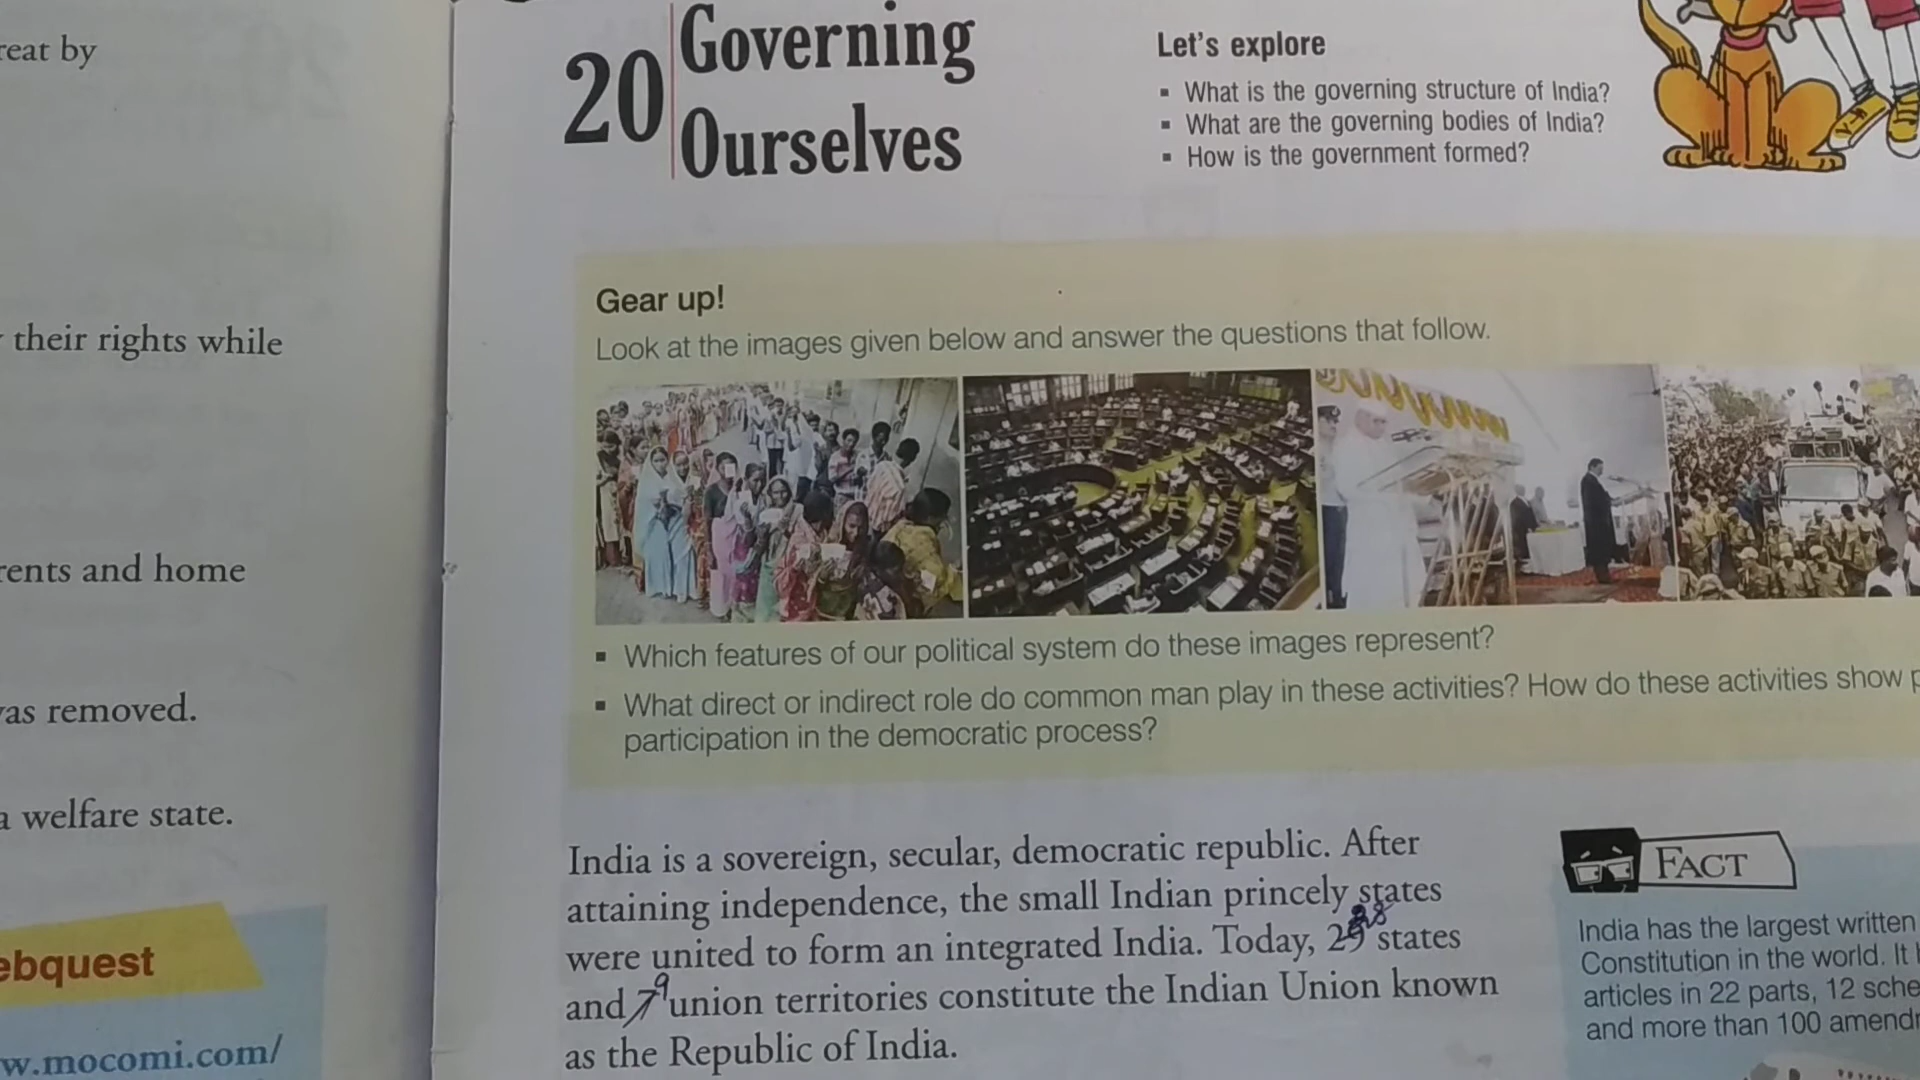 reat by
their rights while
rents and home
was removed.
a welfare state.
ebquest
w.mocomi.com/
20
Governing
Ourselves
Let's explore
▪ What is the governing structure of India?
▪ What are the governing bodies of India?
▪ How is the government formed?
Gear up!
Look at the images given below and answer the questions that follow.
▪ Which features of our political system do these images represent?
▪ What direct or indirect role do common man play in these activities? How do these activities show p
participation in the democratic process?
India is a sovereign, secular, democratic republic. After
attaining independence, the small Indian princely states
28
were united to form an integrated India. Today, 29 states
9
and 7 union territories constitute the Indian Union known
as the Republic of India.
FACT
India has the largest written
Constitution in the world. It
articles in 22 parts, 12 sche
and more than 100 amendr